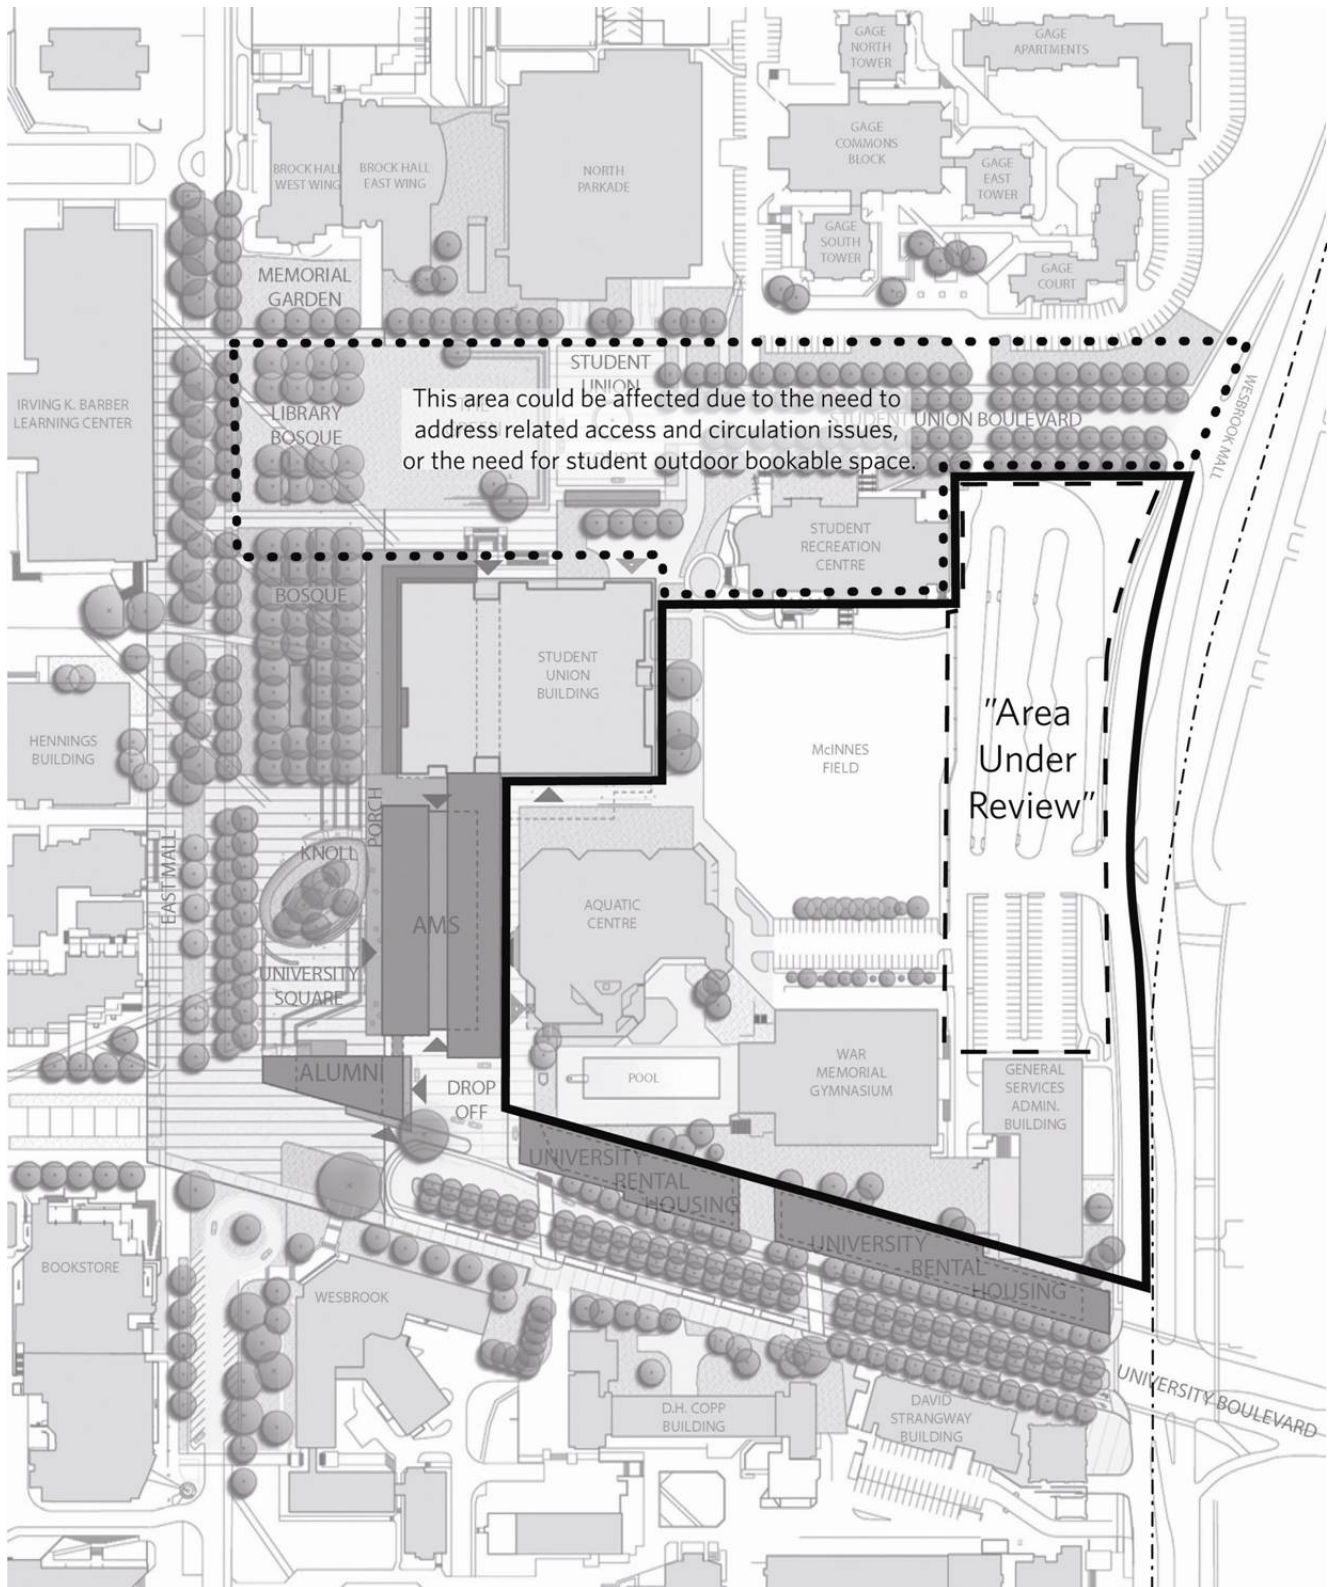 GAGE
NORTH
TOWER
GAGE
APARTMENTS
GAGE
COMMONS
BLOCK
BROCK HALL
WEST WING
BROCK HALL
EAST WING
NORTH
PARKADE
GAGE
EAST
TOWER
GAGE
SOUTH
TOWER
GAGE
COURT
MEMORIAL
GARDEN
STUDENT
UNION
WESBROOK MALL
IRVING K. BARBER
LEARNING CENTER
LIBRARY
BOSQUE
This area could be affected due to the need to
address related access and circulation issues,
or the need for student outdoor bookable space.
STUDENT UNION BOULEVARD
STUDENT
RECREATION
CENTRE
BOSQUE
STUDENT
UNION
BUILDING
HENNINGS
BUILDING
McINNES
FIELD
"Area
Under
Review"
PORCH
KNOLL
EAST MALL
AMS
AQUATIC
CENTRE
UNIVERSITY
SQUARE
ALUMN
DROP
OFF
POOL
WAR
MEMORIAL
GYMNASIUM
GENERAL
SERVICES
ADMIN.
BUILDING
UNIVERSITY
RENTAL
HOUSING
UNIVERSITY
RENTAL
HOUSING
BOOKSTORE
WESBROOK
D.H. COPP
BUILDING
DAVID
STRANGWAY
BUILDING
UNIVERSITY BOULEVARD